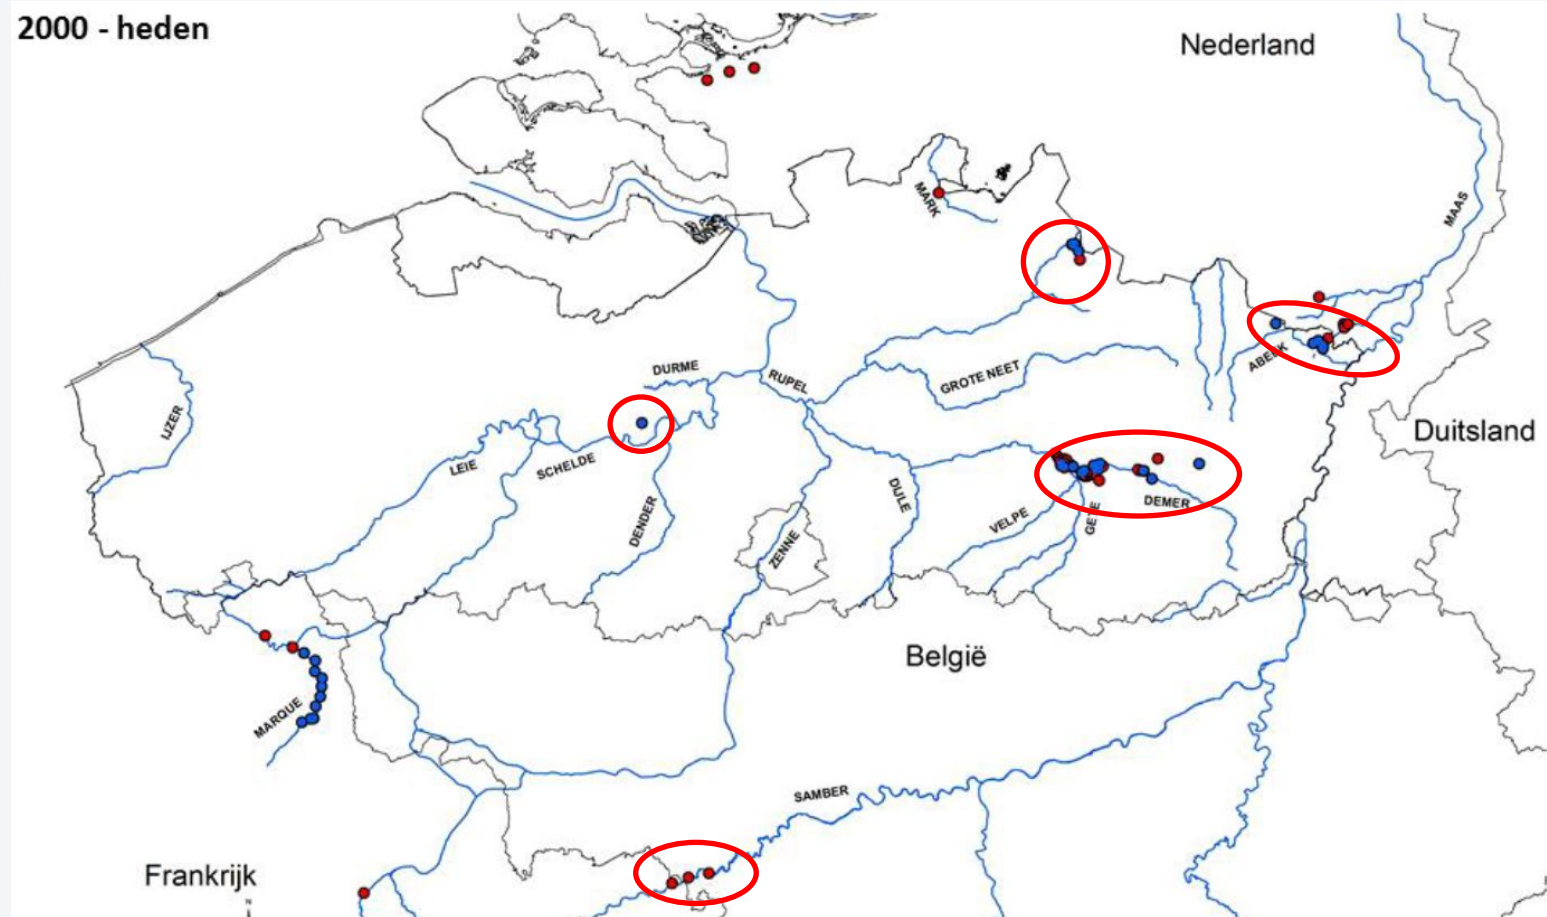 2000 - heden
Nederland
MAAS
MARK
ABEEK
DURME
RUPEL
GROTE NEET
IJZER
Duitsland
LEIE
SCHELDE
DENDER
ZENNE
DIJLE
VELPE
GETE
DEMER
België
MARQUE
SAMBER
Frankrijk
N